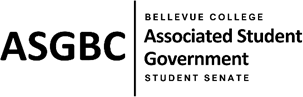 ASGBC
BELLEVUE COLLEGE
Associated Student
Government
STUDENT SENATE